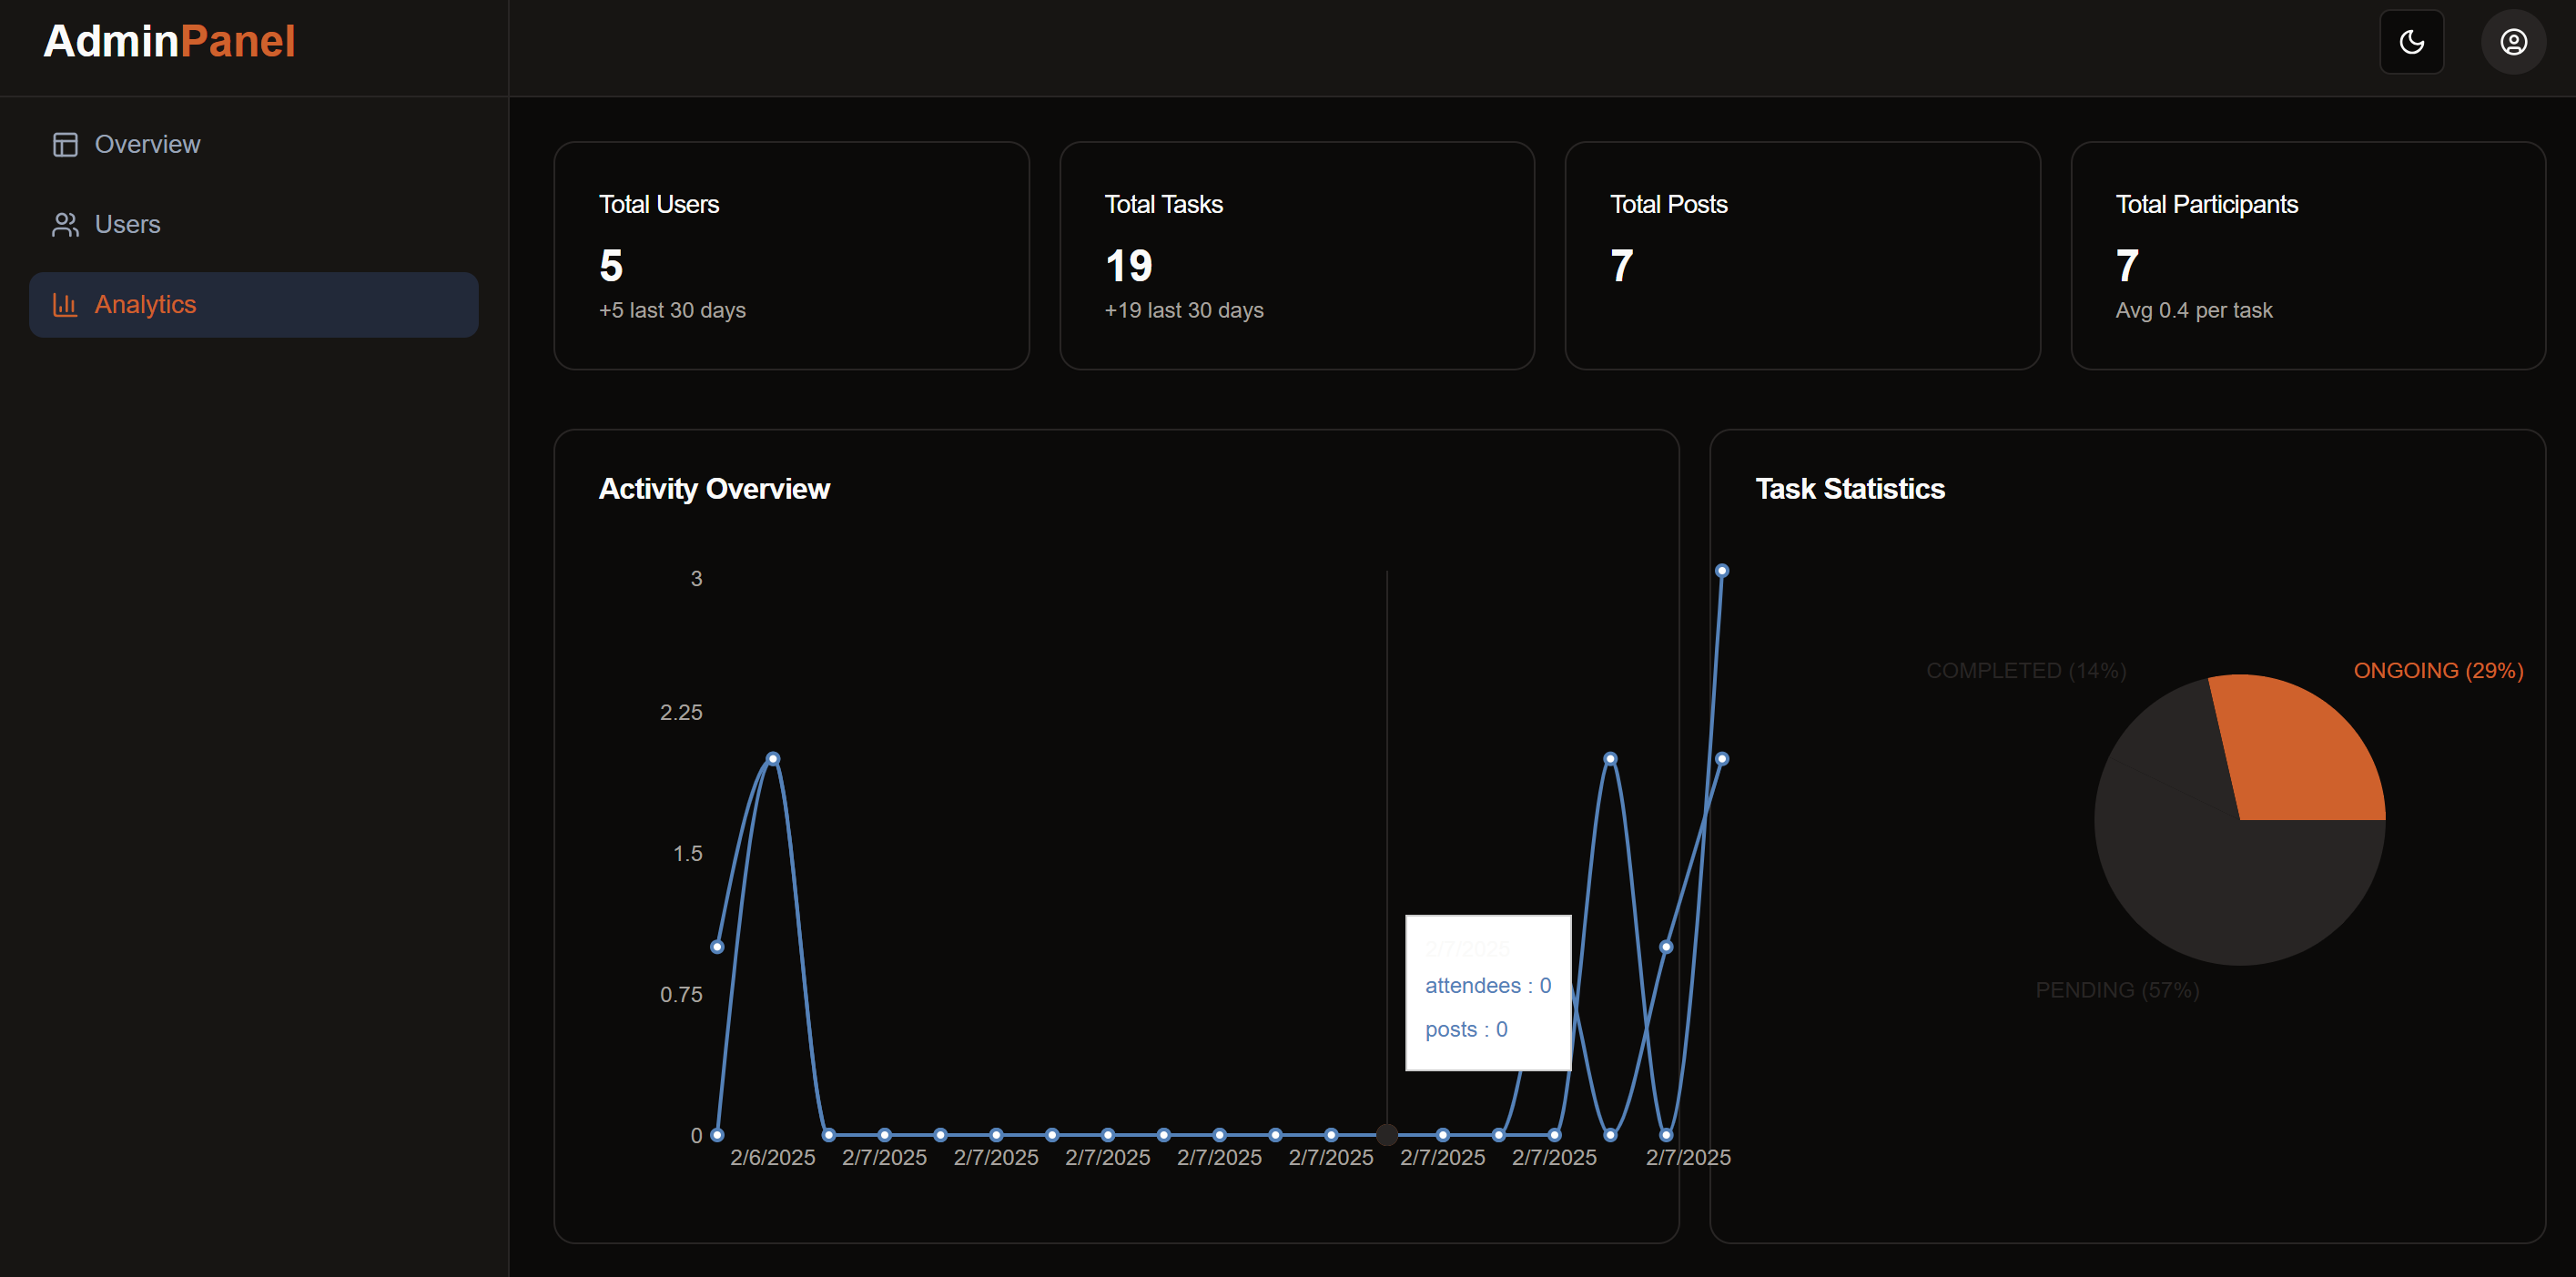 AdminPanel
Overview
Users
Analytics
Total Users
5
+5 last 30 days
Total Tasks
19
+19 last 30 days
Total Posts
7
Total Participants
7
Avg 0.4 per task
Activity Overview
3
2.25
1.5
0.75
0
2/6/2025 2/7/2025 2/7/2025 2/7/2025 2/7/2025 2/7/2025 2/7/2025 2/7/2025 2/7/2025
2/7/2025
attendees : 0
posts : 0
Task Statistics
COMPLETED (14%)
ONGOING (29%)
PENDING (57%)